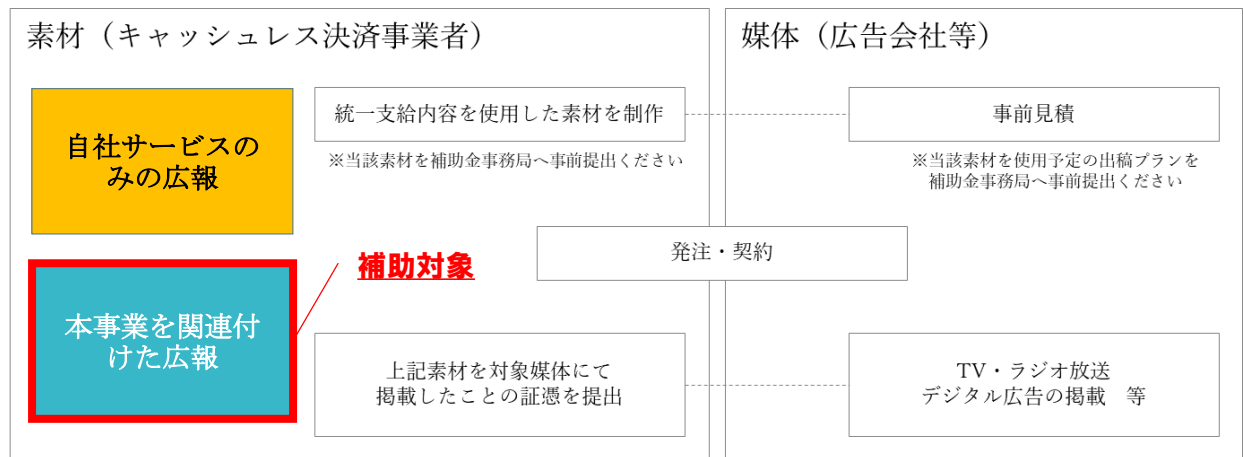 素材（キャッシュレス決済事業者）
自社サービスの
みの広報
本事業を関連付
けた広報
補助対象
統一支給内容を使用した素材を制作
※当該素材を補助金事務局へ事前提出ください
発注・契約
上記素材を対象媒体にて
掲載したことの証憑を提出
媒体（広告会社等）
事前見積
※当該素材を使用予定の出稿プランを
補助金事務局へ事前提出ください
TV・ラジオ放送
デジタル広告の掲載　等